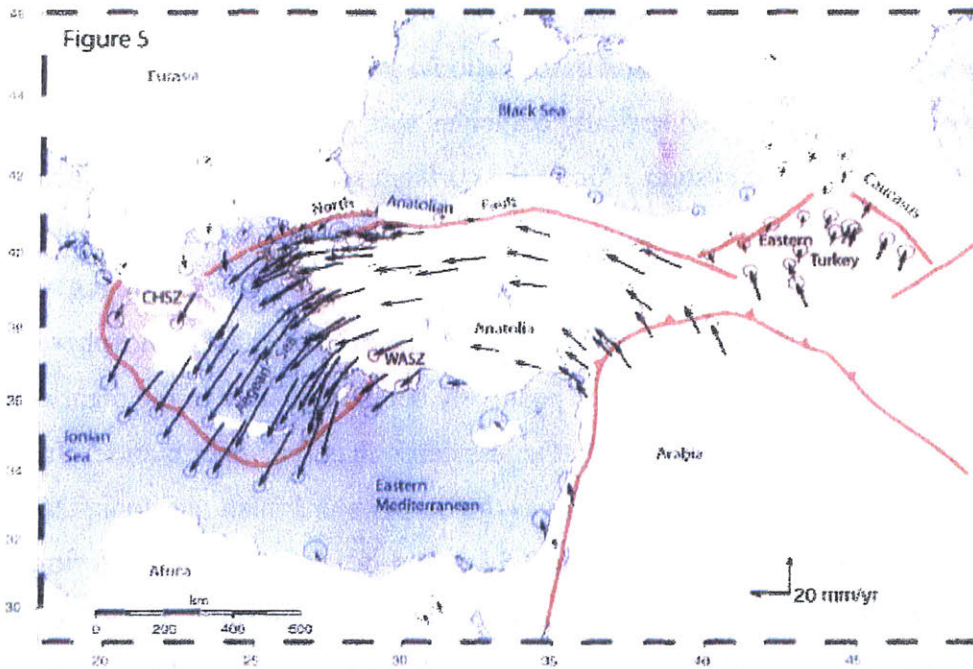 Figure 5
Eurasia
Black Sea
North Anatolian Fault
Caucasus
Eastern
Turkey
CHSZ
WASZ
Anatolia
Aegean Sea
Ionian
Sea
Eastern
Mediterranean
Arabia
Africa
km
0 200 400 600
20 mm/yr
44
42
40
38
34
32
30
20 25 30 35 40 45